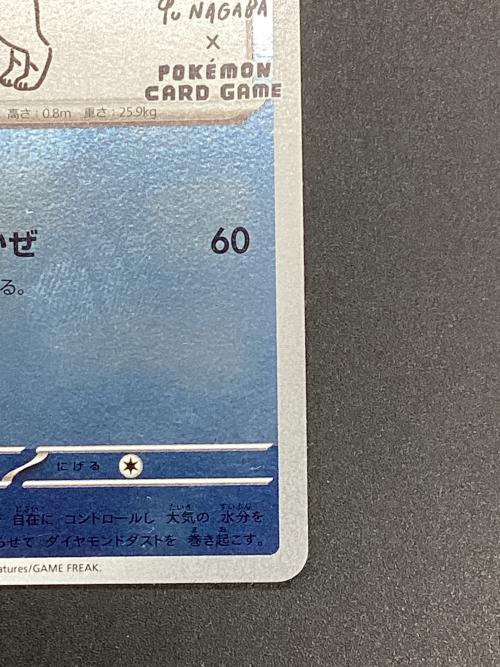 Yu NAGABA
×
POKÉMON
CARD GAME
高さ：0.8m 重さ：25.9kg
かぜ 60
る。
にげる
自在に コントロールし 大気の 水分を
らせて ダイヤモンドダストを 巻き起こす。
atures/GAME FREAK.